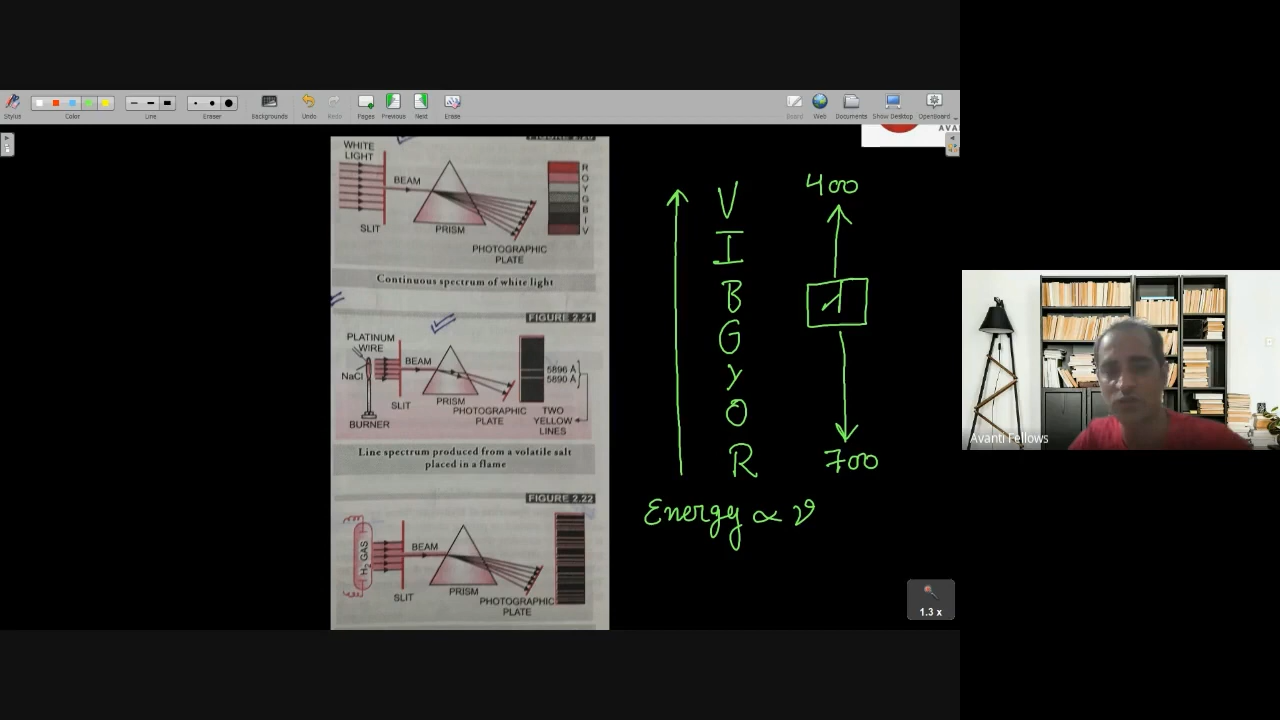 Stylus
Color
Line
Eraser
Backgrounds
Undo
Redo
Pages
Previous
Next
Erase
Board
Web
Documents
Show Desktop
OpenBoard
AVA
WHITE
LIGHT
BEAM
SLIT
PRISM
PHOTOGRAPHIC
PLATE
R
O
Y
G
B
I
V
Continuous spectrum of white light
FIGURE 2.21
PLATINUM
WIRE
NaCl
BURNER
SLIT
BEAM
PRISM
PHOTOGRAPHIC
PLATE
5896 Å
5890 Å
TWO
YELLOW
LINES
Line spectrum produced from a volatile salt
placed in a flame
FIGURE 2.22
H2 GAS
BEAM
SLIT
PRISM
PHOTOGRAPHIC
PLATE
V
I
B
G
Y
O
R
400
λ
700
Energy ∝ ν
1.3 x
Avanti Fellows